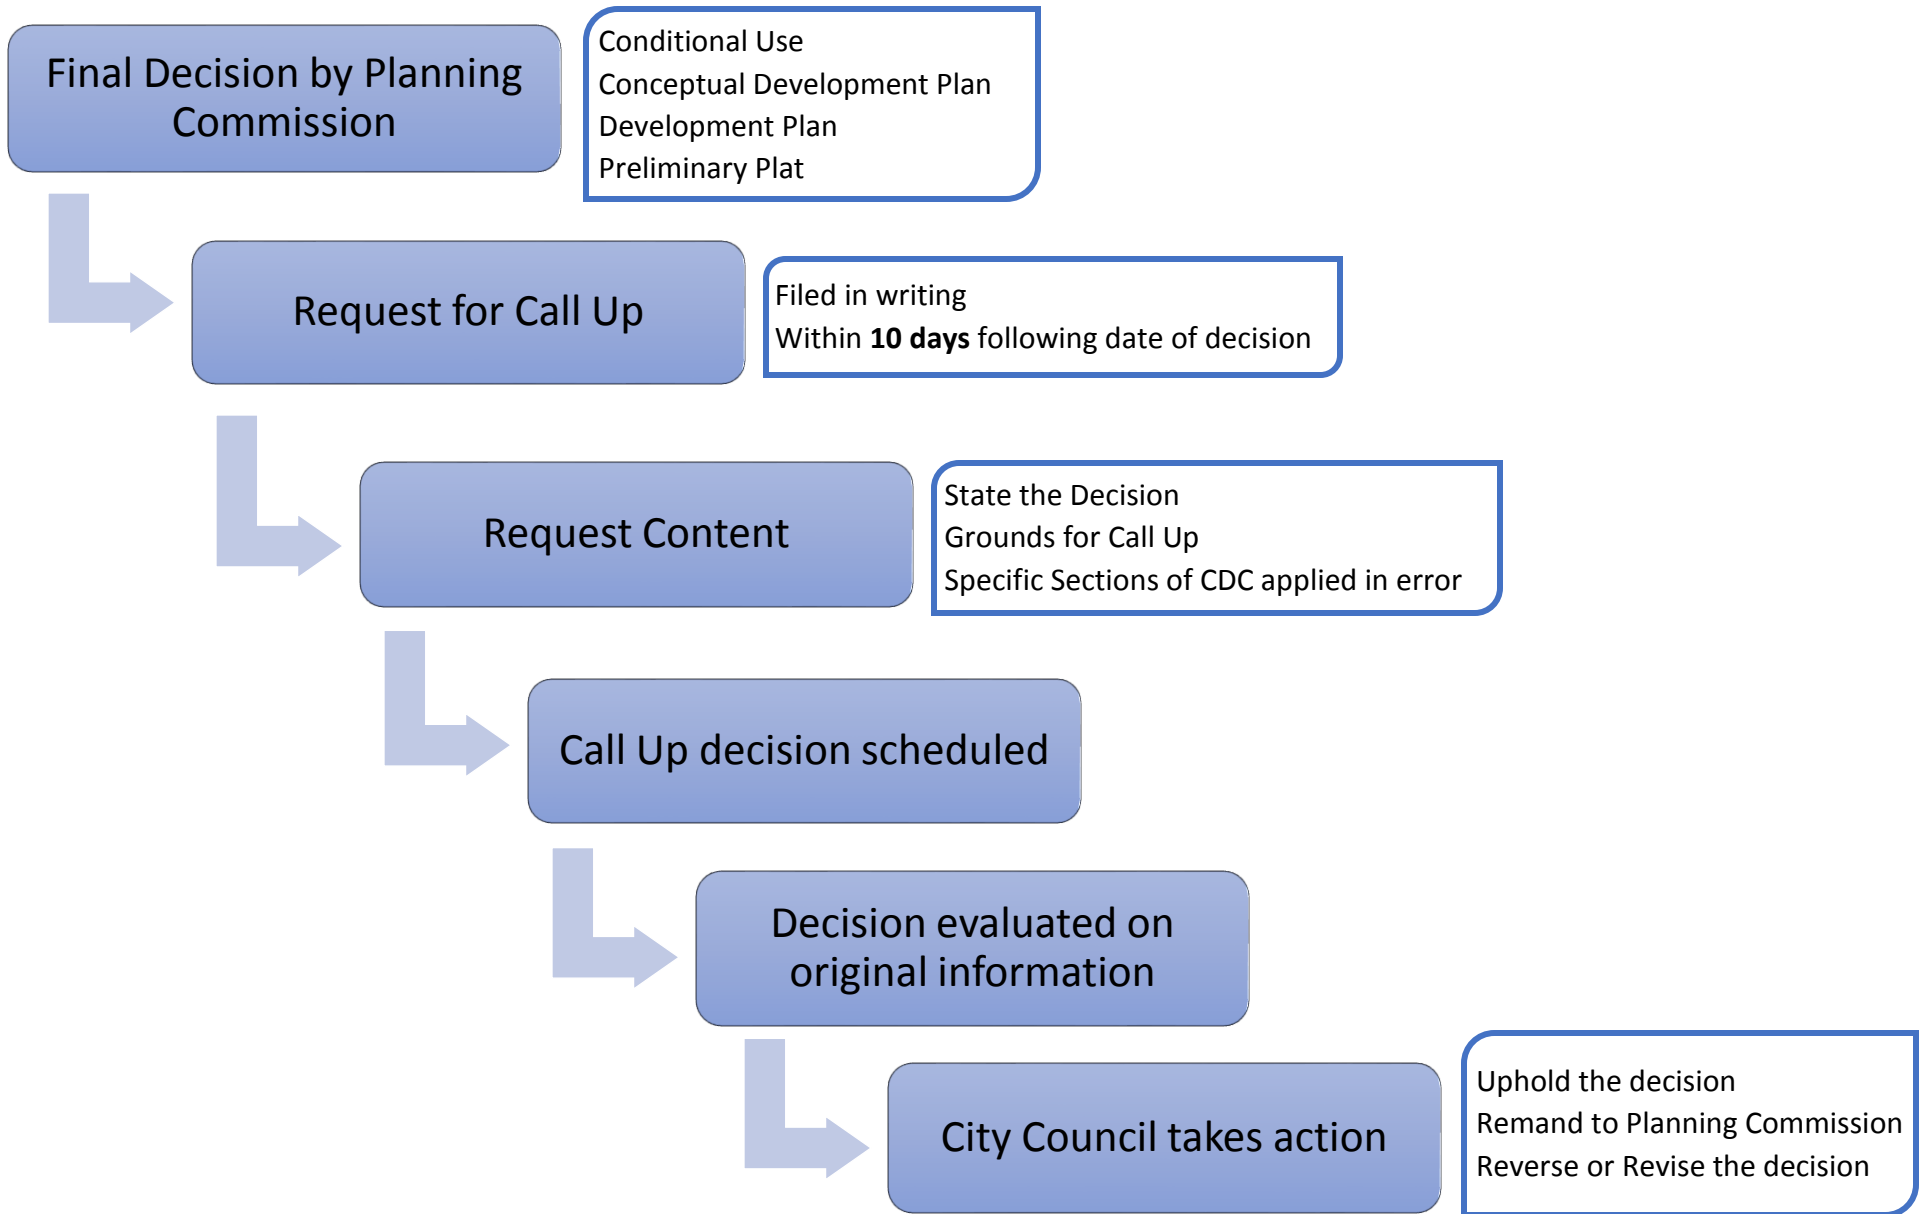 Final Decision by Planning
Commission
Conditional Use
Conceptual Development Plan
Development Plan
Preliminary Plat
Request for Call Up
Filed in writing
Within 10 days following date of decision
Request Content
State the Decision
Grounds for Call Up
Specific Sections of CDC applied in error
Call Up decision scheduled
Decision evaluated on
original information
City Council takes action
Uphold the decision
Remand to Planning Commission
Reverse or Revise the decision